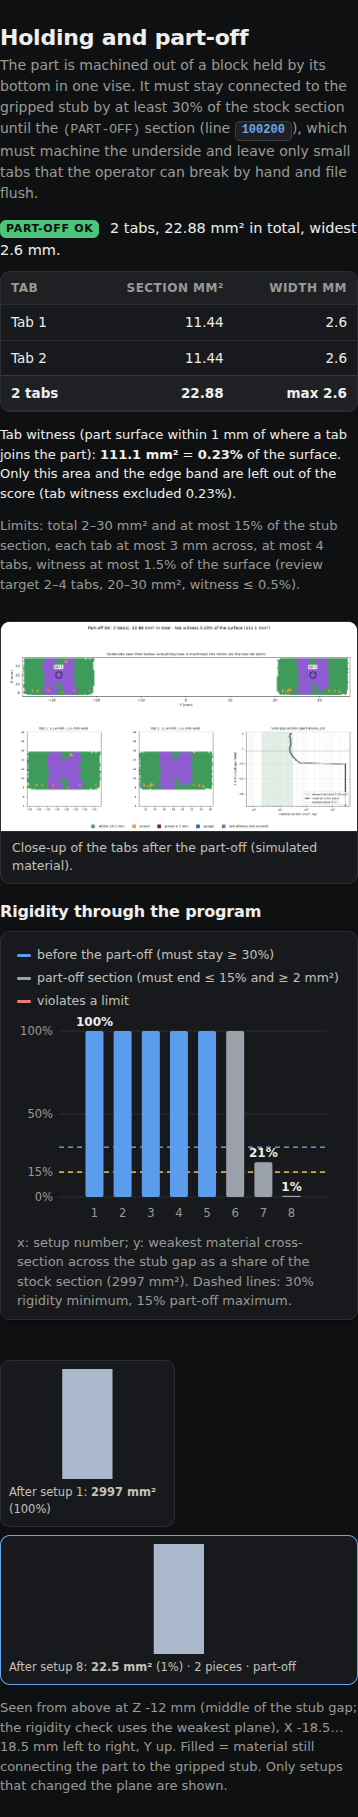 Holding and part-off
The part is machined out of a block held by its
bottom in one vise. It must stay connected to the
gripped stub by at least 30% of the stock section
until the (PART-OFF) section (line 100200), which
must machine the underside and leave only small
tabs that the operator can break by hand and file
flush.
PART-OFF OK 2 tabs, 22.88 mm² in total, widest
2.6 mm.
TAB SECTION MM² WIDTH MM
Tab 1 11.44 2.6
Tab 2 11.44 2.6
2 tabs 22.88 max 2.6
Tab witness (part surface within 1 mm of where a tab
joins the part): 111.1 mm² = 0.23% of the surface.
Only this area and the edge band are left out of the
score (tab witness excluded 0.23%).
Limits: total 2–30 mm² and at most 15% of the stub
section, each tab at most 3 mm across, at most 4
tabs, witness at most 1.5% of the surface (review
target 2–4 tabs, 20–30 mm², witness ≤ 0.5%).
Close-up of the tabs after the part-off (simulated
material).
Rigidity through the program
before the part-off (must stay ≥ 30%)
part-off section (must end ≤ 15% and ≥ 2 mm²)
violates a limit
100%
100%
50%
21%
15%
1%
0%
1 2 3 4 5 6 7 8
x: setup number; y: weakest material cross-
section across the stub gap as a share of the
stock section (2997 mm²). Dashed lines: 30%
rigidity minimum, 15% part-off maximum.
After setup 1: 2997 mm²
(100%)
After setup 8: 22.5 mm² (1%) · 2 pieces · part-off
Seen from above at Z -12 mm (middle of the stub gap;
the rigidity check uses the weakest plane), X -18.5…
18.5 mm left to right, Y up. Filled = material still
connecting the part to the gripped stub. Only setups
that changed the plane are shown.